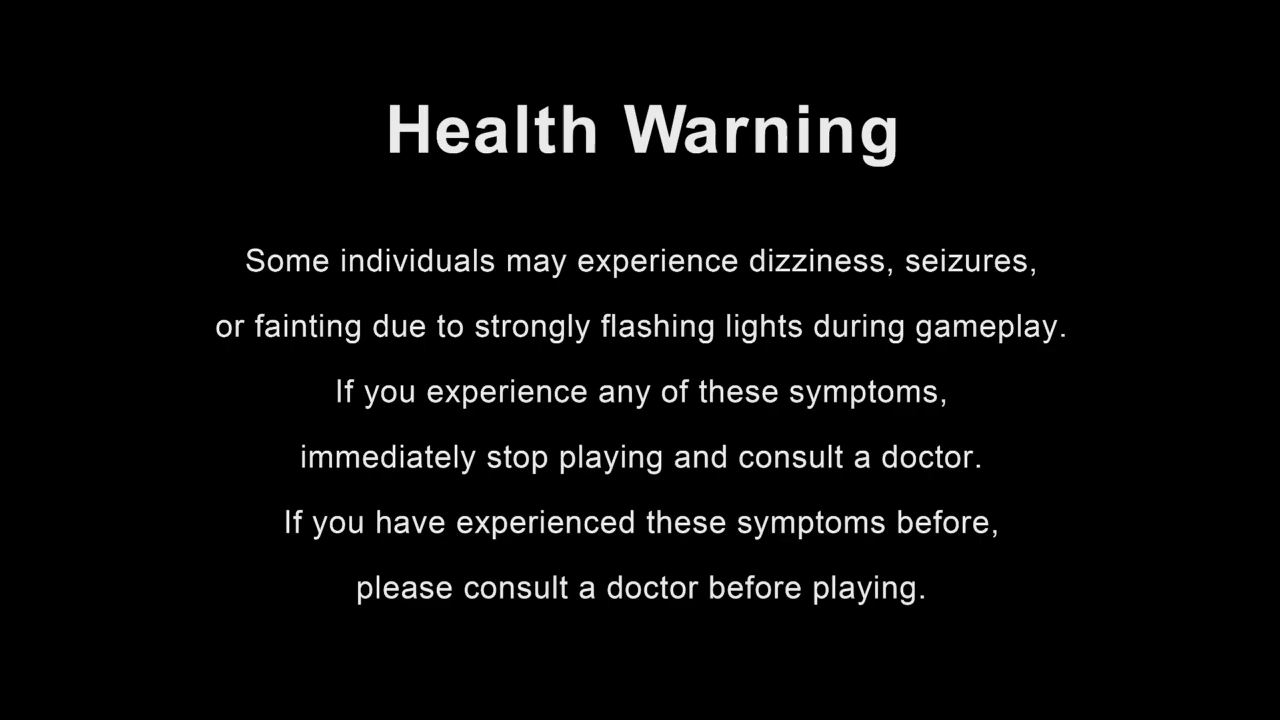 Health Warning
Some individuals may experience dizziness, seizures,
or fainting due to strongly flashing lights during gameplay.
If you experience any of these symptoms,
immediately stop playing and consult a doctor.
If you have experienced these symptoms before,
please consult a doctor before playing.